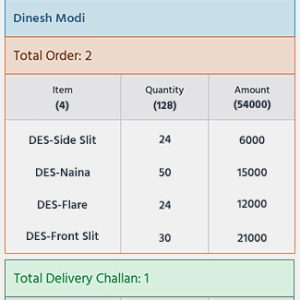 Dinesh Modi
Total Order: 2
Item Quantity Amount
(4) (128) (54000)
DES-Side Slit 24 6000
DES-Naina 50 15000
DES-Flare 24 12000
DES-Front Slit 30 21000
Total Delivery Challan: 1